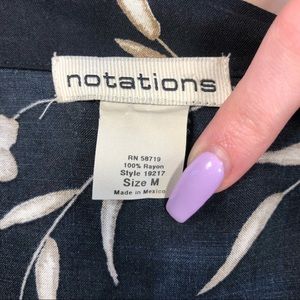 notations
RN 58719
100% Rayon
Style 19217
Size M
Made in Mexico